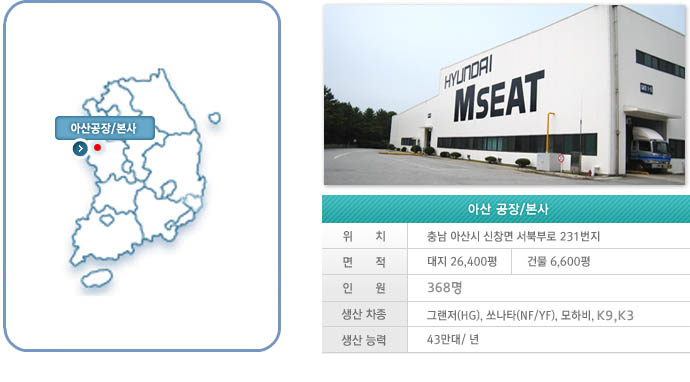 아산공장/본사
HYUNDAI
MSEAT
아산 공장/본사
위 치 충남 아산시 신창면 서북부로 231번지
면 적 대지 26,400평 건물 6,600평
인 원 368명
생산 차종 그랜저(HG), 쏘나타(NF/YF), 모하비, K9,K3
생산 능력 43만대/ 년